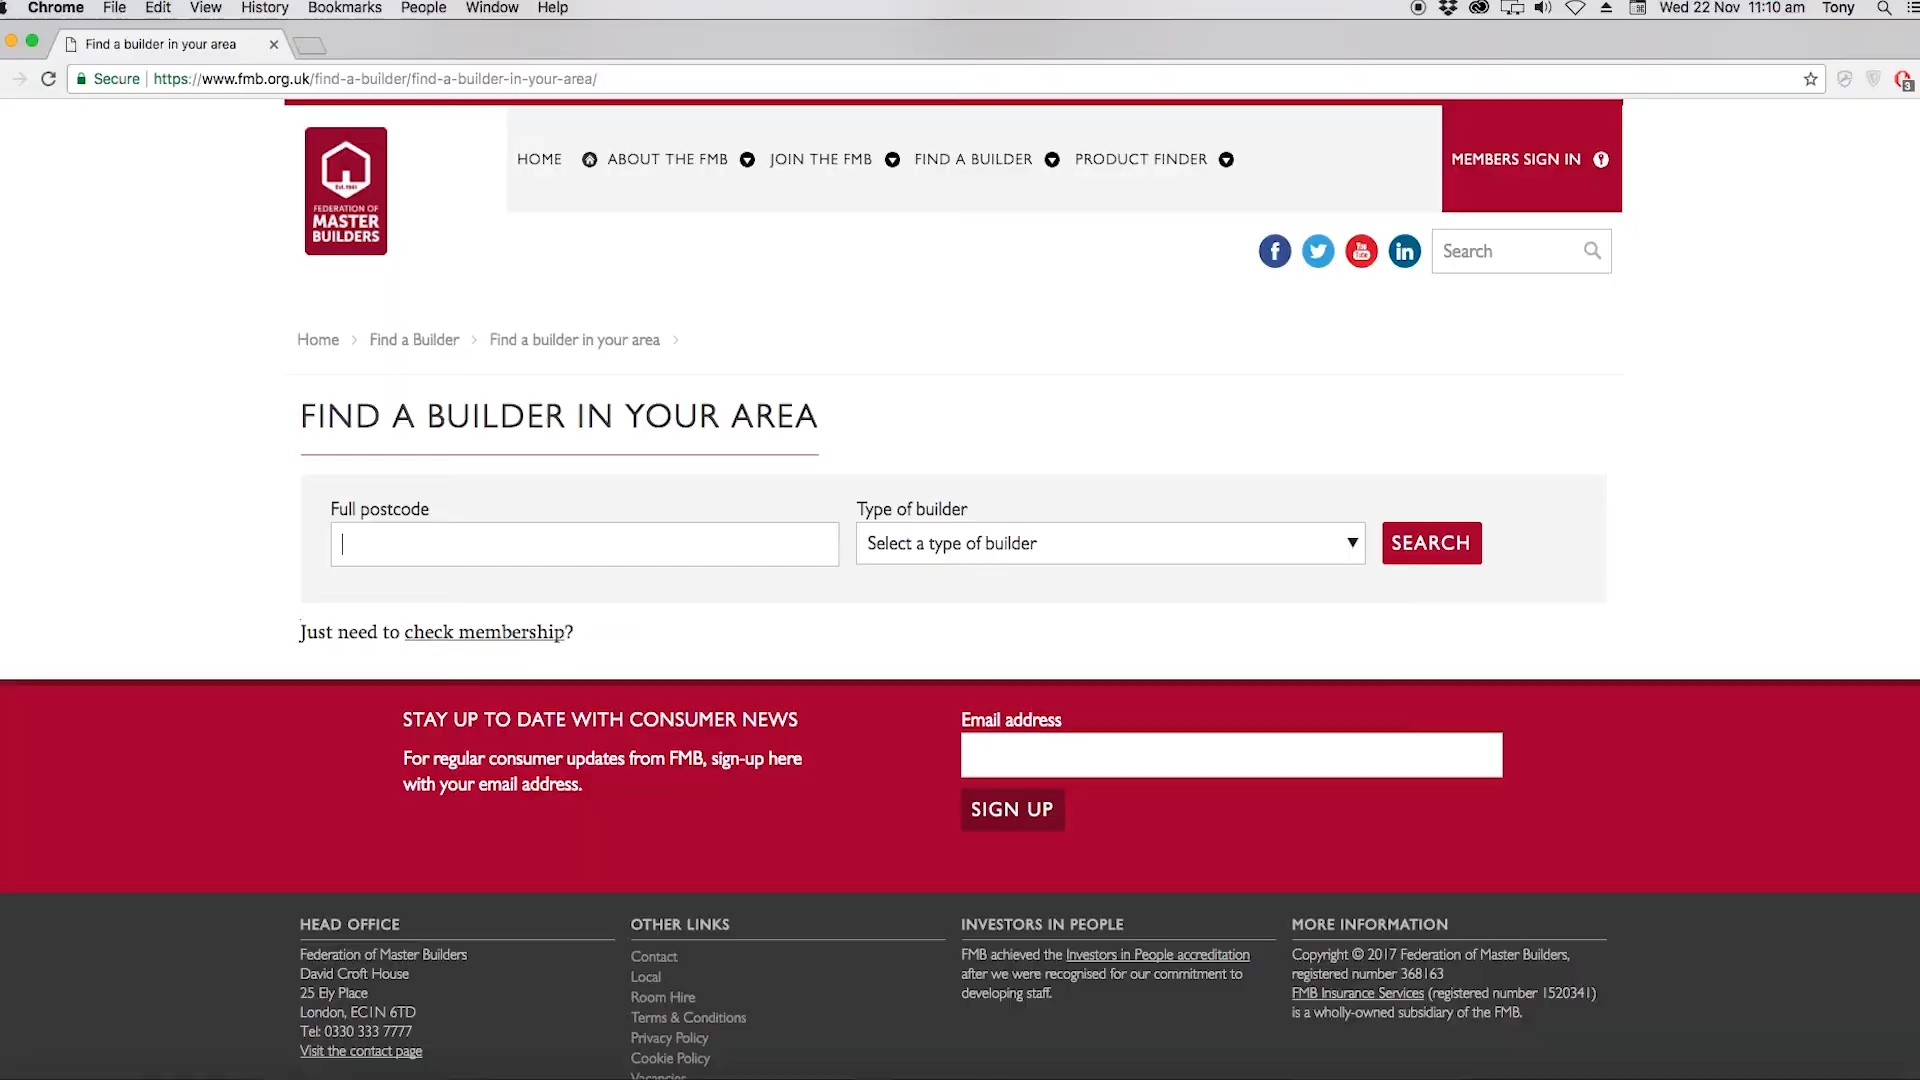 Chrome File Edit View History Bookmarks People Window Help Wed 22 Nov 11:10 am Tony
Find a builder in your area
Secure https://www.fmb.org.uk/find-a-builder/find-a-builder-in-your-area/
3
HOME ABOUT THE FMB JOIN THE FMB FIND A BUILDER PRODUCT FINDER MEMBERS SIGN IN
Est. 1941
FEDERATION OF
MASTER
BUILDERS
f You Tube in Search
Home Find a Builder Find a builder in your area
FIND A BUILDER IN YOUR AREA
Full postcode Type of builder
Select a type of builder SEARCH
Just need to check membership?
STAY UP TO DATE WITH CONSUMER NEWS
For regular consumer updates from FMB, sign-up here
with your email address.
Email address
SIGN UP
HEAD OFFICE
Federation of Master Builders
David Croft House
25 Ely Place
London, EC1N 6TD
Tel: 0330 333 7777
Visit the contact page
OTHER LINKS
Contact
Local
Room Hire
Terms & Conditions
Privacy Policy
Cookie Policy
Vacancies
INVESTORS IN PEOPLE
FMB achieved the Investors in People accreditation
after we were recognised for our commitment to
developing staff.
MORE INFORMATION
Copyright © 2017 Federation of Master Builders,
registered number 368163
FMB Insurance Services (registered number 1520341)
is a wholly-owned subsidiary of the FMB.